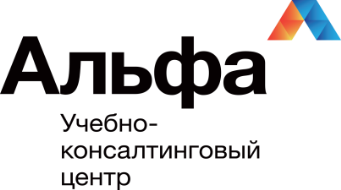 Альфа
Учебно-
консалтинговый
центр